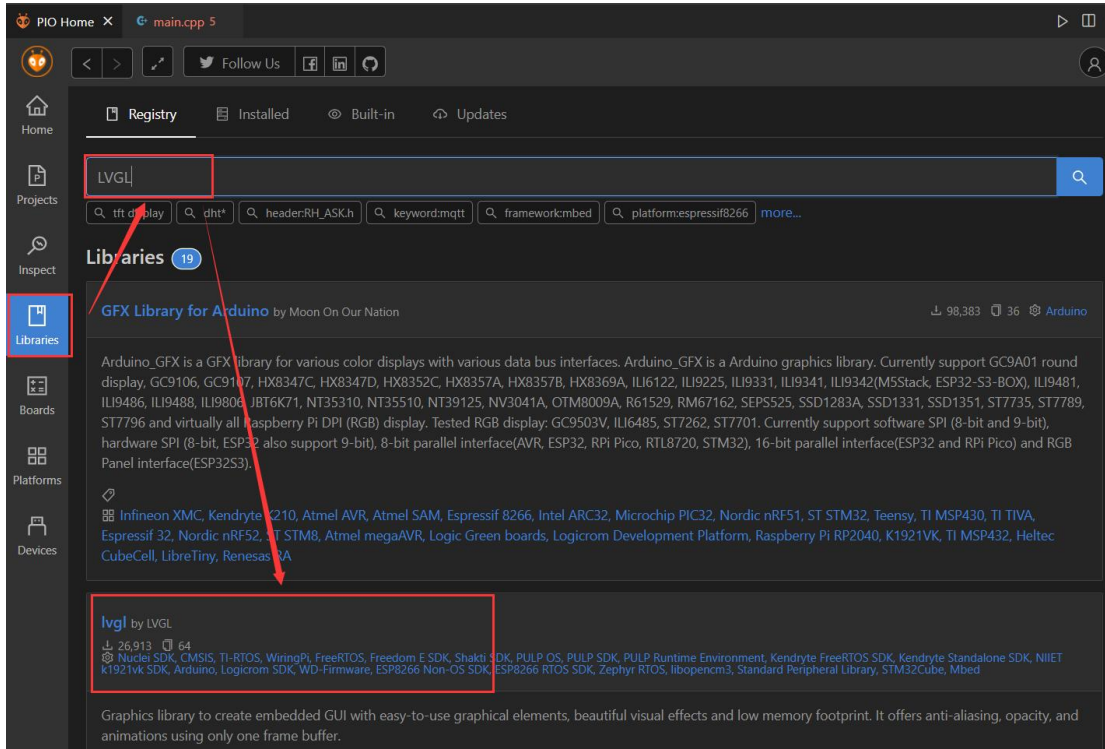 PIO Home
main.cpp 5
Follow Us
Home
Projects
Inspect
Libraries
Boards
Platforms
Devices
Registry
Installed
Built-in
Updates
LVGL
tft display
dht*
header:RH_ASK.h
keyword:mqtt
framework:mbed
platform:espressif8266
more...
Libraries 19
GFX Library for Arduino by Moon On Our Nation
98,383 36 Arduino
Arduino_GFX is a GFX library for various color displays with various data bus interfaces. Arduino_GFX is a Arduino graphics library. Currently support GC9A01 round
display, GC9106, GC9107, HX8347C, HX8347D, HX8352C, HX8357A, HX8357B, HX8369A, ILI6122, ILI9225, ILI9331, ILI9341, ILI9342(M5Stack, ESP32-S3-BOX), ILI9481,
ILI9486, ILI9488, ILI9806, JBT6K71, NT35310, NT35510, NT39125, NV3041A, OTM8009A, R61529, RM67162, SEPS525, SSD1283A, SSD1331, SSD1351, ST7735, ST7789,
ST7796 and virtually all Raspberry Pi DPI (RGB) display. Tested RGB display: GC9503V, ILI6485, ST7262, ST7701. Currently support software SPI (8-bit and 9-bit),
hardware SPI (8-bit, ESP32 also support 9-bit), 8-bit parallel interface(AVR, ESP32, RPi Pico, RTL8720, STM32), 16-bit parallel interface(ESP32 and RPi Pico) and RGB
Panel interface(ESP32S3).
Infineon XMC, Kendryte K210, Atmel AVR, Atmel SAM, Espressif 8266, Intel ARC32, Microchip PIC32, Nordic nRF51, ST STM32, Teensy, TI MSP430, TI TIVA,
Espressif 32, Nordic nRF52, ST STM8, Atmel megaAVR, Logic Green boards, Logicrom Development Platform, Raspberry Pi RP2040, K1921VK, TI MSP432, Heltec
CubeCell, LibreTiny, Renesas RA
lvgl by LVGL
26,913 64
Nuclei SDK, CMSIS, TI-RTOS, WiringPi, FreeRTOS, Freedom E SDK, Shakti SDK, PULP OS, PULP SDK, PULP Runtime Environment, Kendryte FreeRTOS SDK, Kendryte Standalone SDK, NIIET
k1921vk SDK, Arduino, Logicrom SDK, WD-Firmware, ESP8266 Non-OS SDK, ESP8266 RTOS SDK, Zephyr RTOS, libopencm3, Standard Peripheral Library, STM32Cube, Mbed
Graphics library to create embedded GUI with easy-to-use graphical elements, beautiful visual effects and low memory footprint. It offers anti-aliasing, opacity, and
animations using only one frame buffer.